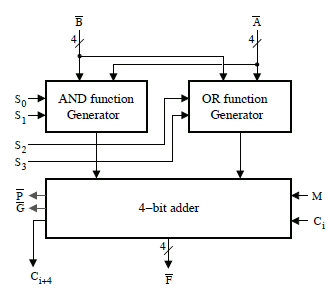 B̅ A̅
4 4
S₀ AND function OR function
S₁ Generator Generator
S₂
S₃
P̅ M
G̅ 4–bit adder
Cᵢ
4
Cᵢ₊₄ F̅